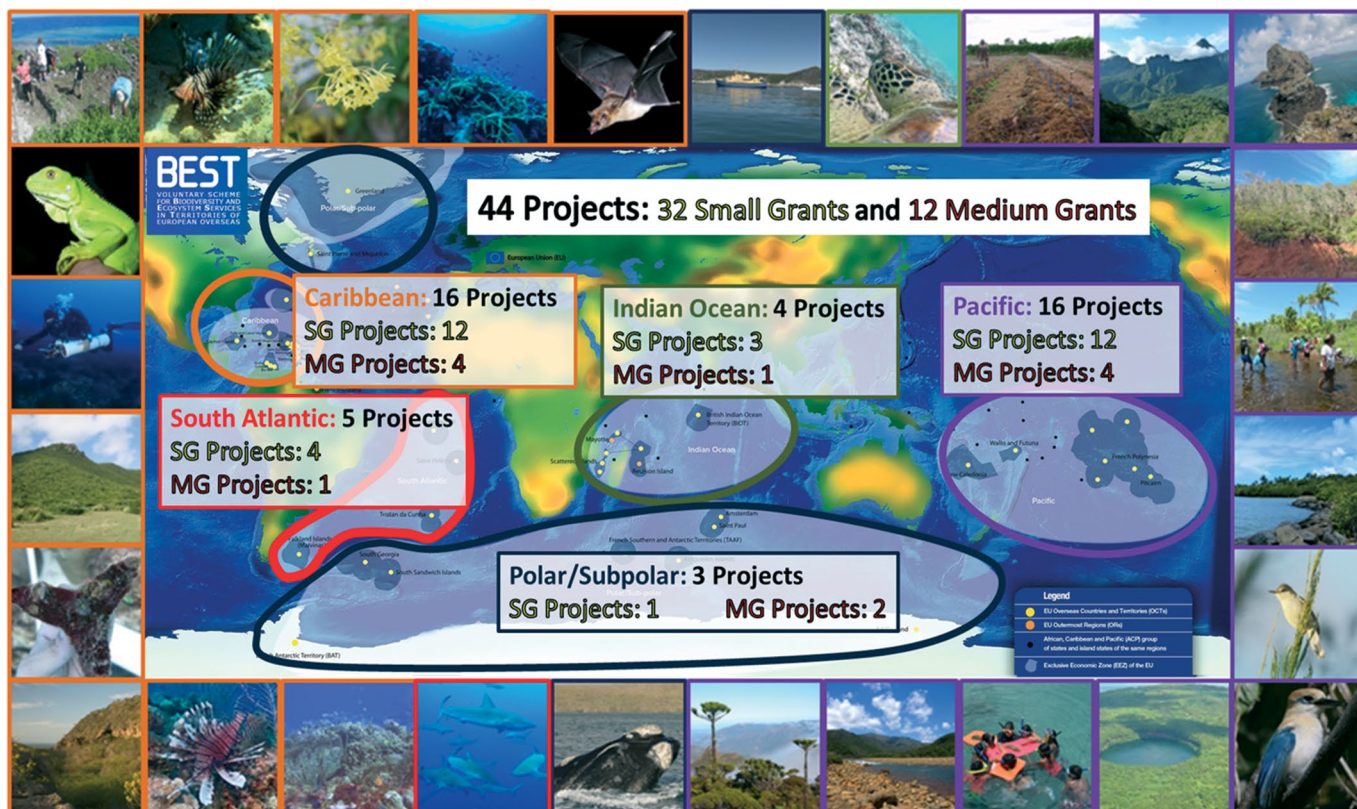 BEST
VOLUNTARY SCHEME
FOR BIODIVERSITY AND
ECOSYSTEM SERVICES
IN TERRITORIES OF
EUROPEAN OVERSEAS
Greenland
Polar/Sub-polar
44 Projects: 32 Small Grants and 12 Medium Grants
Saint Pierre and Miquelon
European Union (EU)
Caribbean: 16 Projects
SG Projects: 12
MG Projects: 4
Caribbean
Indian Ocean: 4 Projects
SG Projects: 3
MG Projects: 1
Pacific: 16 Projects
SG Projects: 12
MG Projects: 4
South Atlantic: 5 Projects
SG Projects: 4
MG Projects: 1
South Atlantic
Tristan da Cunha
Falkland Islands
British Indian Ocean
Territory (BIOT)
Mayotte
Indian Ocean
Reunion Island
Wallis and Futuna
French Polynesia
Pitcairn
Pacific
Amsterdam
Saint Paul
French Southern and Antarctic Territories (TAAF)
South Georgia
South Sandwich Islands
Polar/Subpolar: 3 Projects
SG Projects: 1 MG Projects: 2
Antarctic Territory (BAT)
Legend
EU Overseas Countries and Territories (OCTs)
EU Outermost Regions (ORs)
African, Caribbean and Pacific (ACP) group
of states and island states of the same regions
Exclusive Economic Zone (EEZ) of the EU